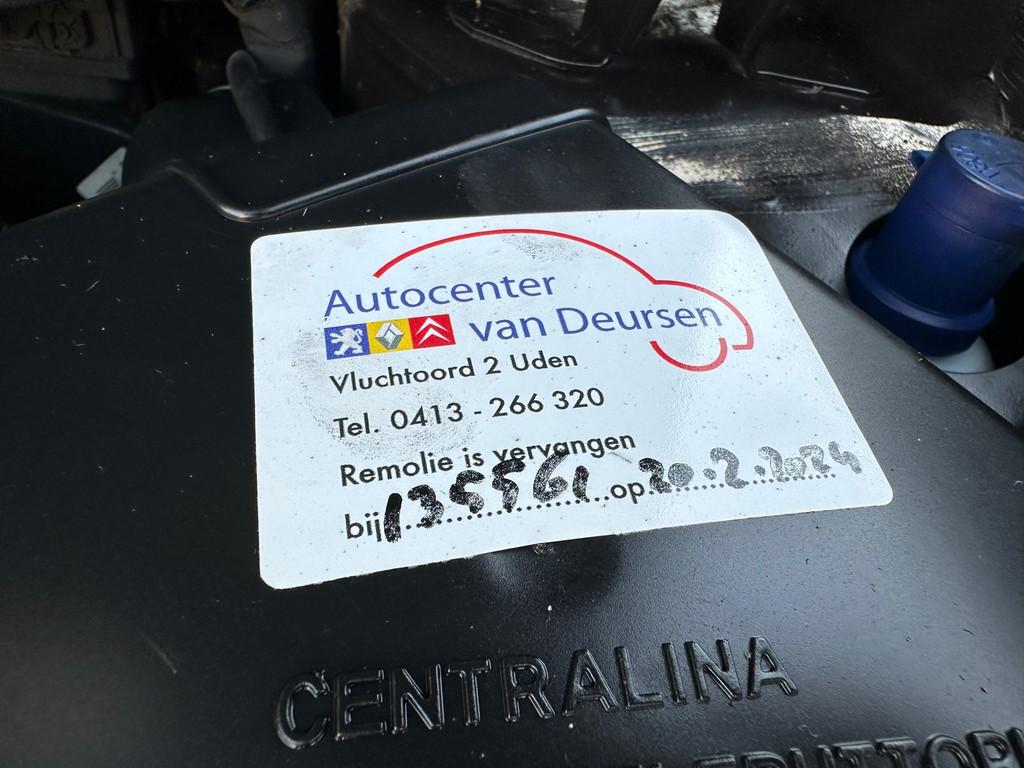 Autocenter
van Deursen
Vluchtoord 2 Uden
Tel. 0413 - 266 320
Remolie is vervangen
bij 135561 op 20.2.2024
CENTRALINA